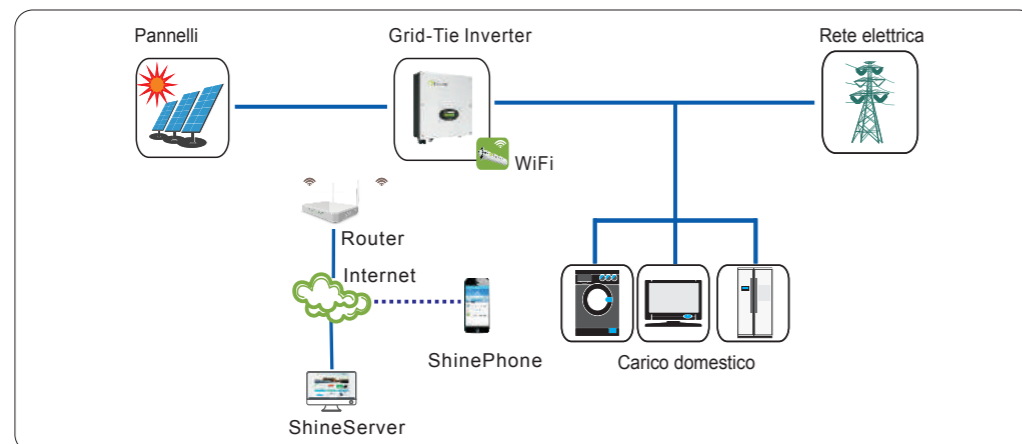 Pannelli
Grid-Tie Inverter
Rete elettrica
WiFi
Router
Internet
ShinePhone
Carico domestico
ShineServer